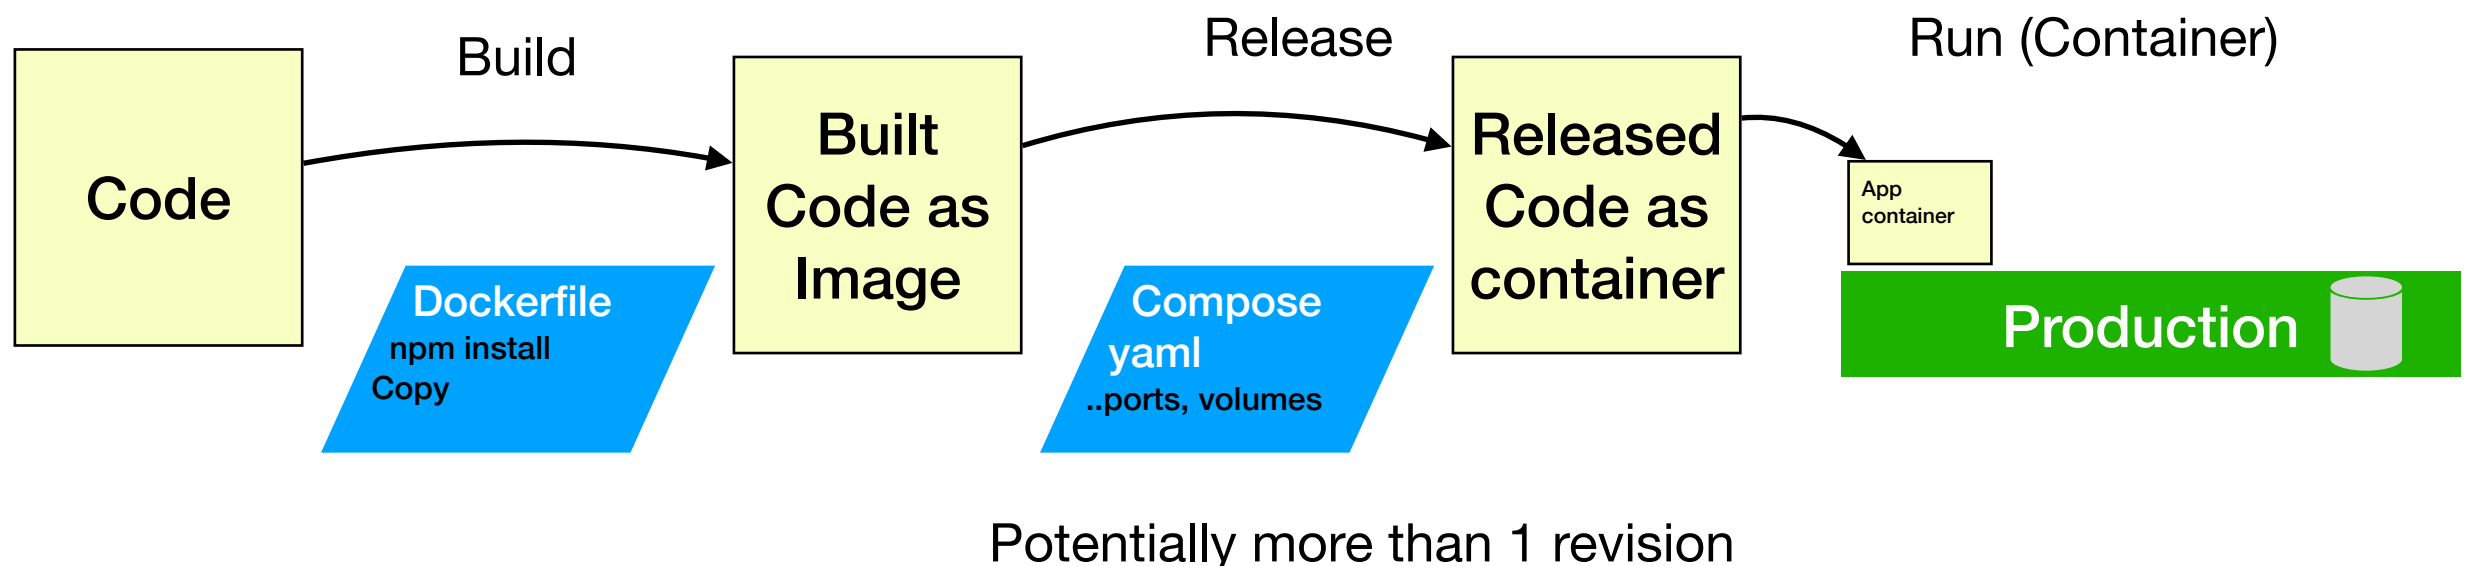 Code
Build
Dockerfile
npm install
Copy
Built
Code as
Image
Release
Compose
yaml
..ports, volumes
Released
Code as
container
Run (Container)
App
container
Production
Potentially more than 1 revision